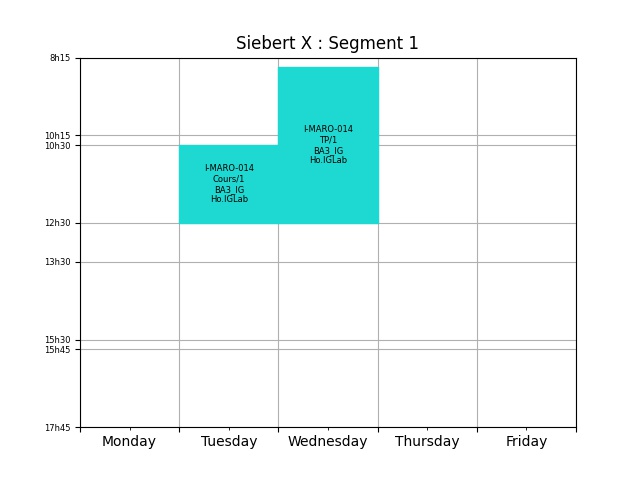 Siebert X : Segment 1
8h15
10h15
10h30
12h30
13h30
15h30
15h45
17h45
I-MARO-014
Cours/1
BA3_IG
Ho.IGLab
I-MARO-014
TP/1
BA3_IG
Ho.IGLab
Monday
Tuesday
Wednesday
Thursday
Friday